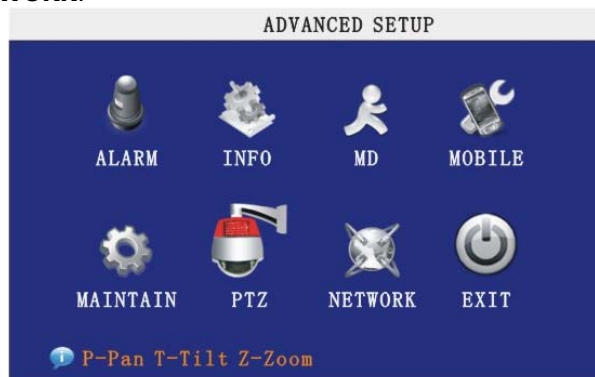 ADVANCED SETUP
ALARM INFO MD MOBILE
MAINTAIN PTZ NETWORK EXIT
P-Pan T-Tilt Z-Zoom